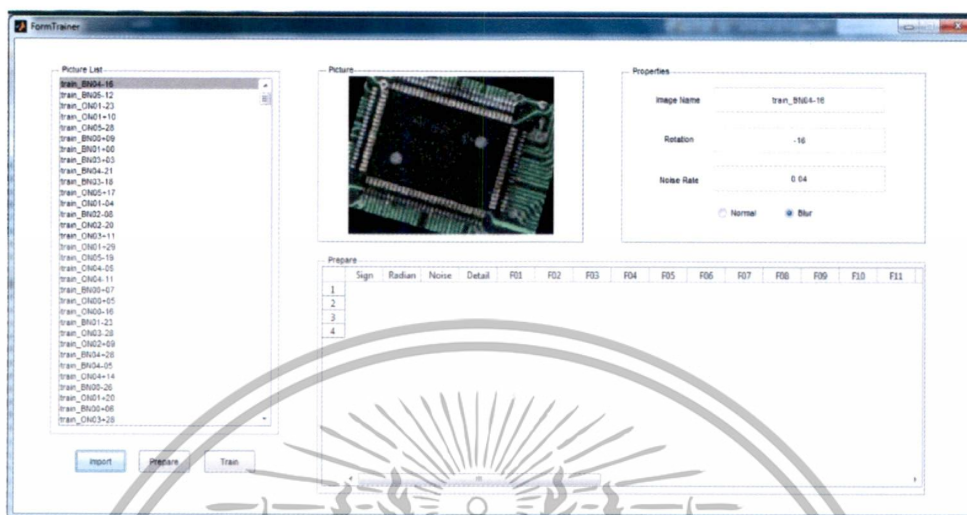 FormTrainer
Picture List
train_BN04-16
train_BN05-12
train_ON01-23
train_ON01+10
train_ON05-28
train_BN00+09
train_BN01+00
train_BN03+03
train_BN04-21
train_BN03-18
train_ON05+17
train_ON01-04
train_BN02-08
train_ON02-20
train_ON03+11
train_ON01+29
train_ON05-19
train_ON04-05
train_ON04-11
train_BN00+07
train_BN00+05
train_ON00-16
train_BN01-23
train_ON03-28
train_ON02+09
train_BN04+28
train_BN04-05
train_ON04+14
train_BN00-26
train_ON01+20
train_BN00+06
train_ON03+28
Import Prepare Train
Picture
Properties
Image Name train_BN04-16
Rotation -16
Noise Rate 0.04
Normal Blur
Prepare
Sign Radian Noise Detail F01 F02 F03 F04 F05 F06 F07 F08 F09 F10 F11
1
2
3
4